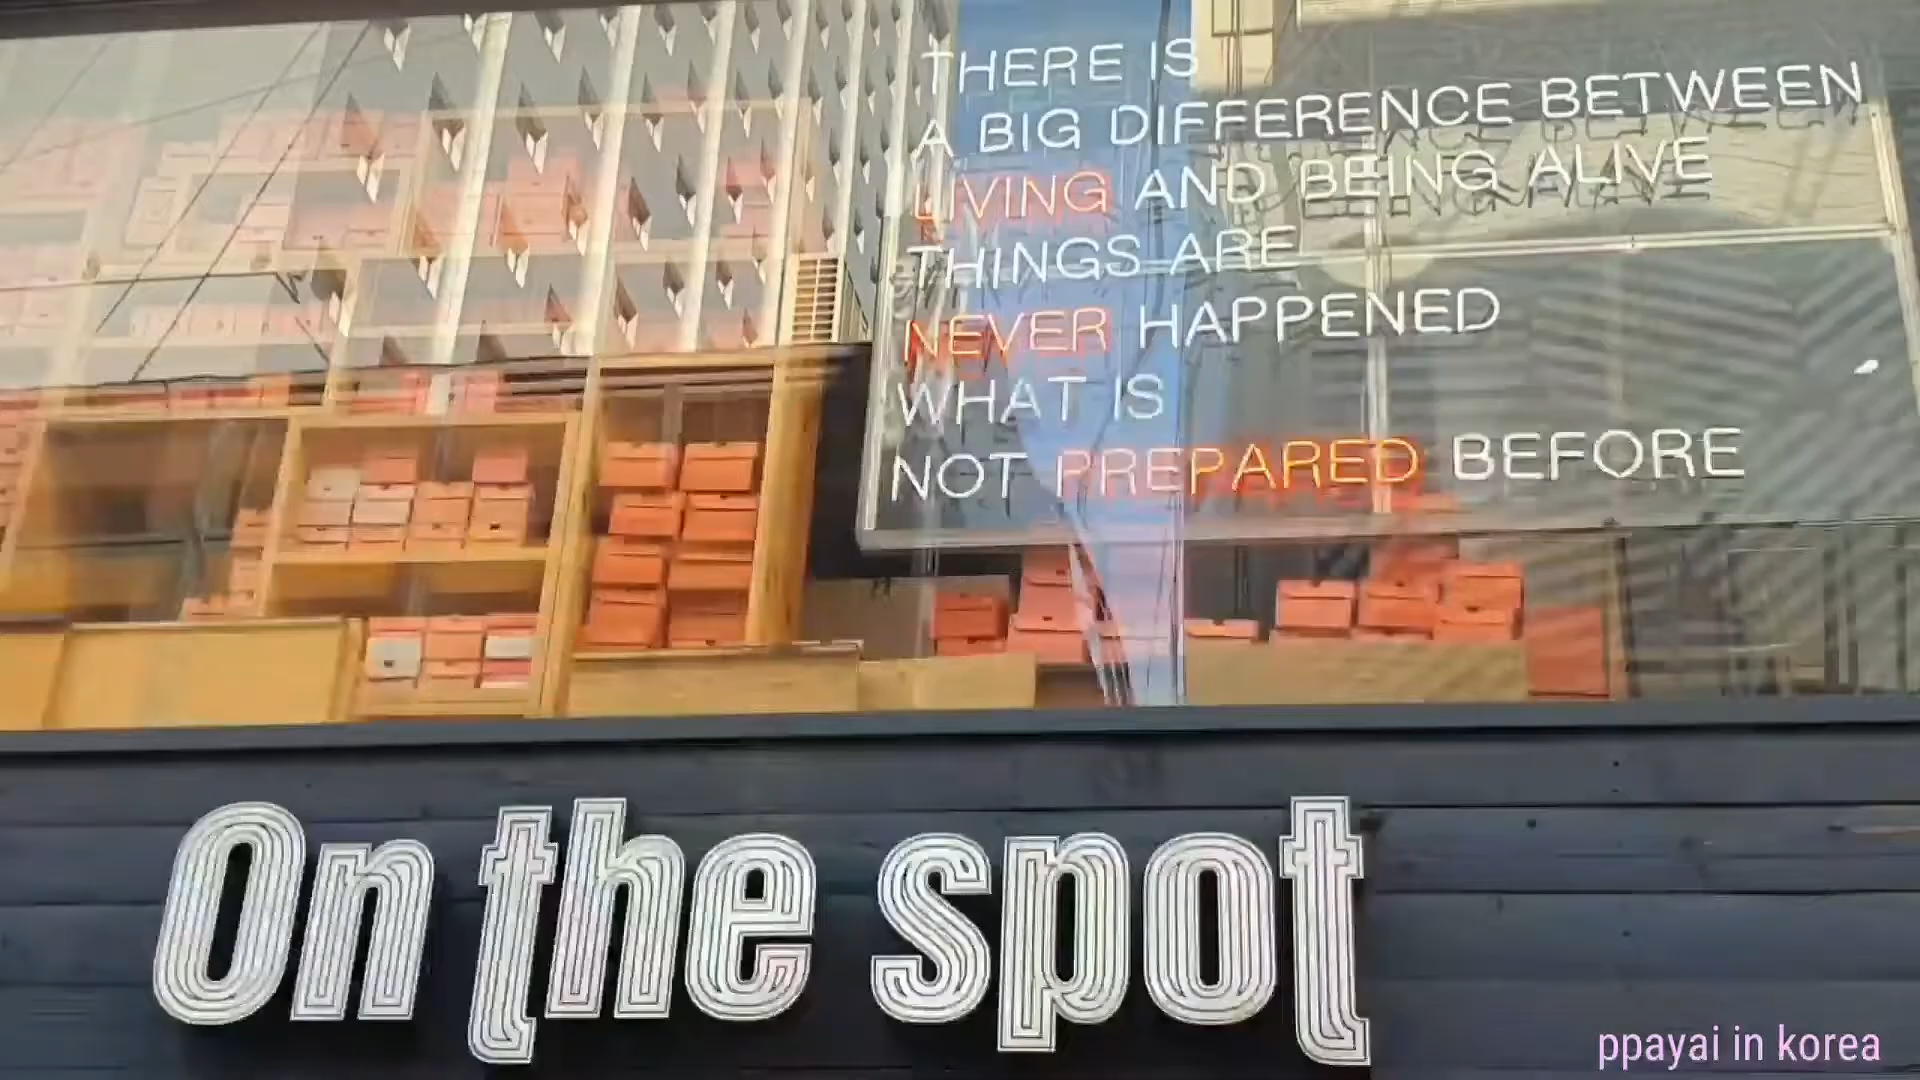 THERE IS
A BIG DIFFERENCE BETWEEN
LIVING AND BEING ALIVE
THINGS ARE
NEVER HAPPENED
WHAT IS
NOT PREPARED BEFORE
On the spot
ppayai in korea